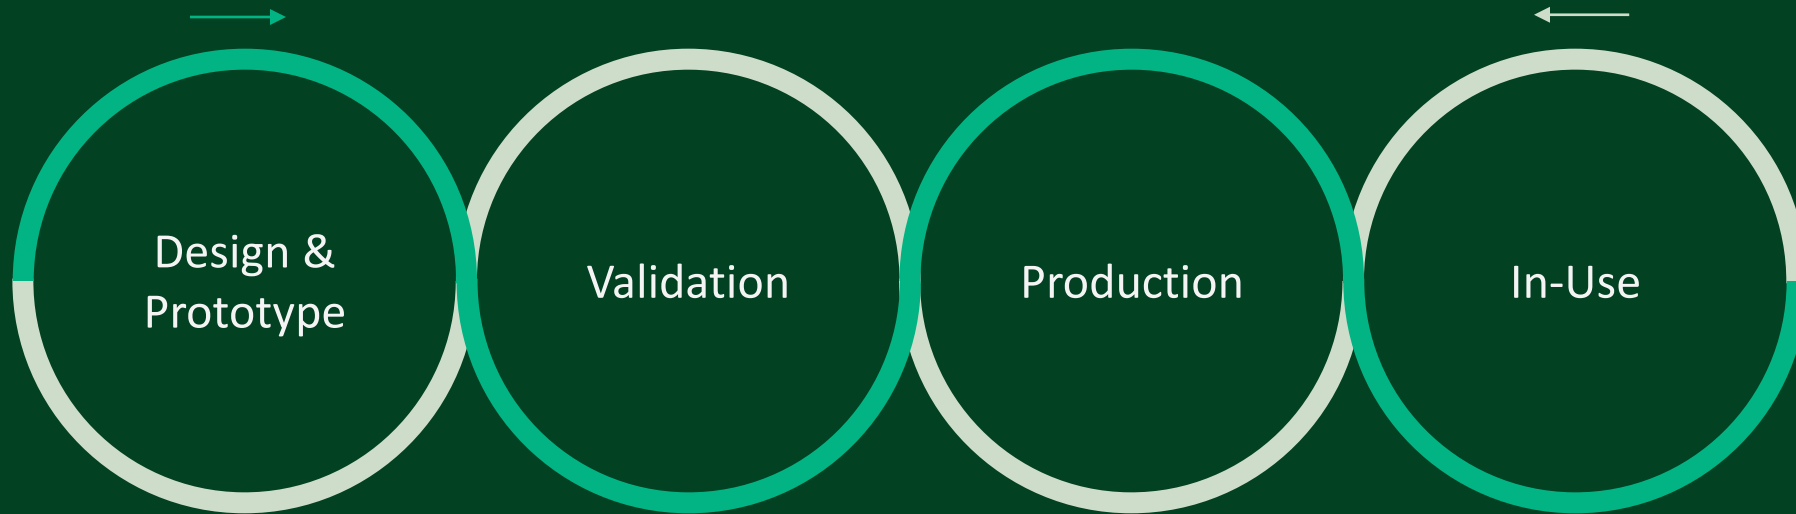 Design &
Prototype
Validation
Production
In-Use